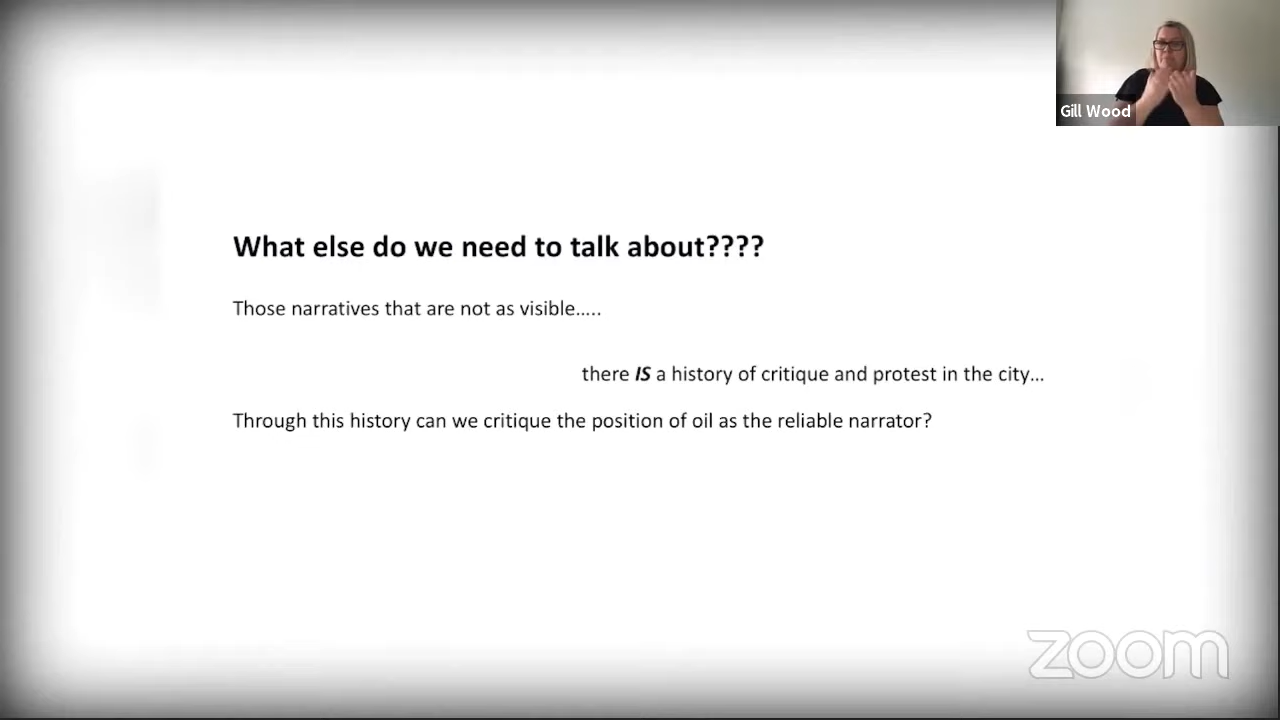 Gill Wood
What else do we need to talk about????
Those narratives that are not as visible.....
there IS a history of critique and protest in the city...
Through this history can we critique the position of oil as the reliable narrator?
zoom